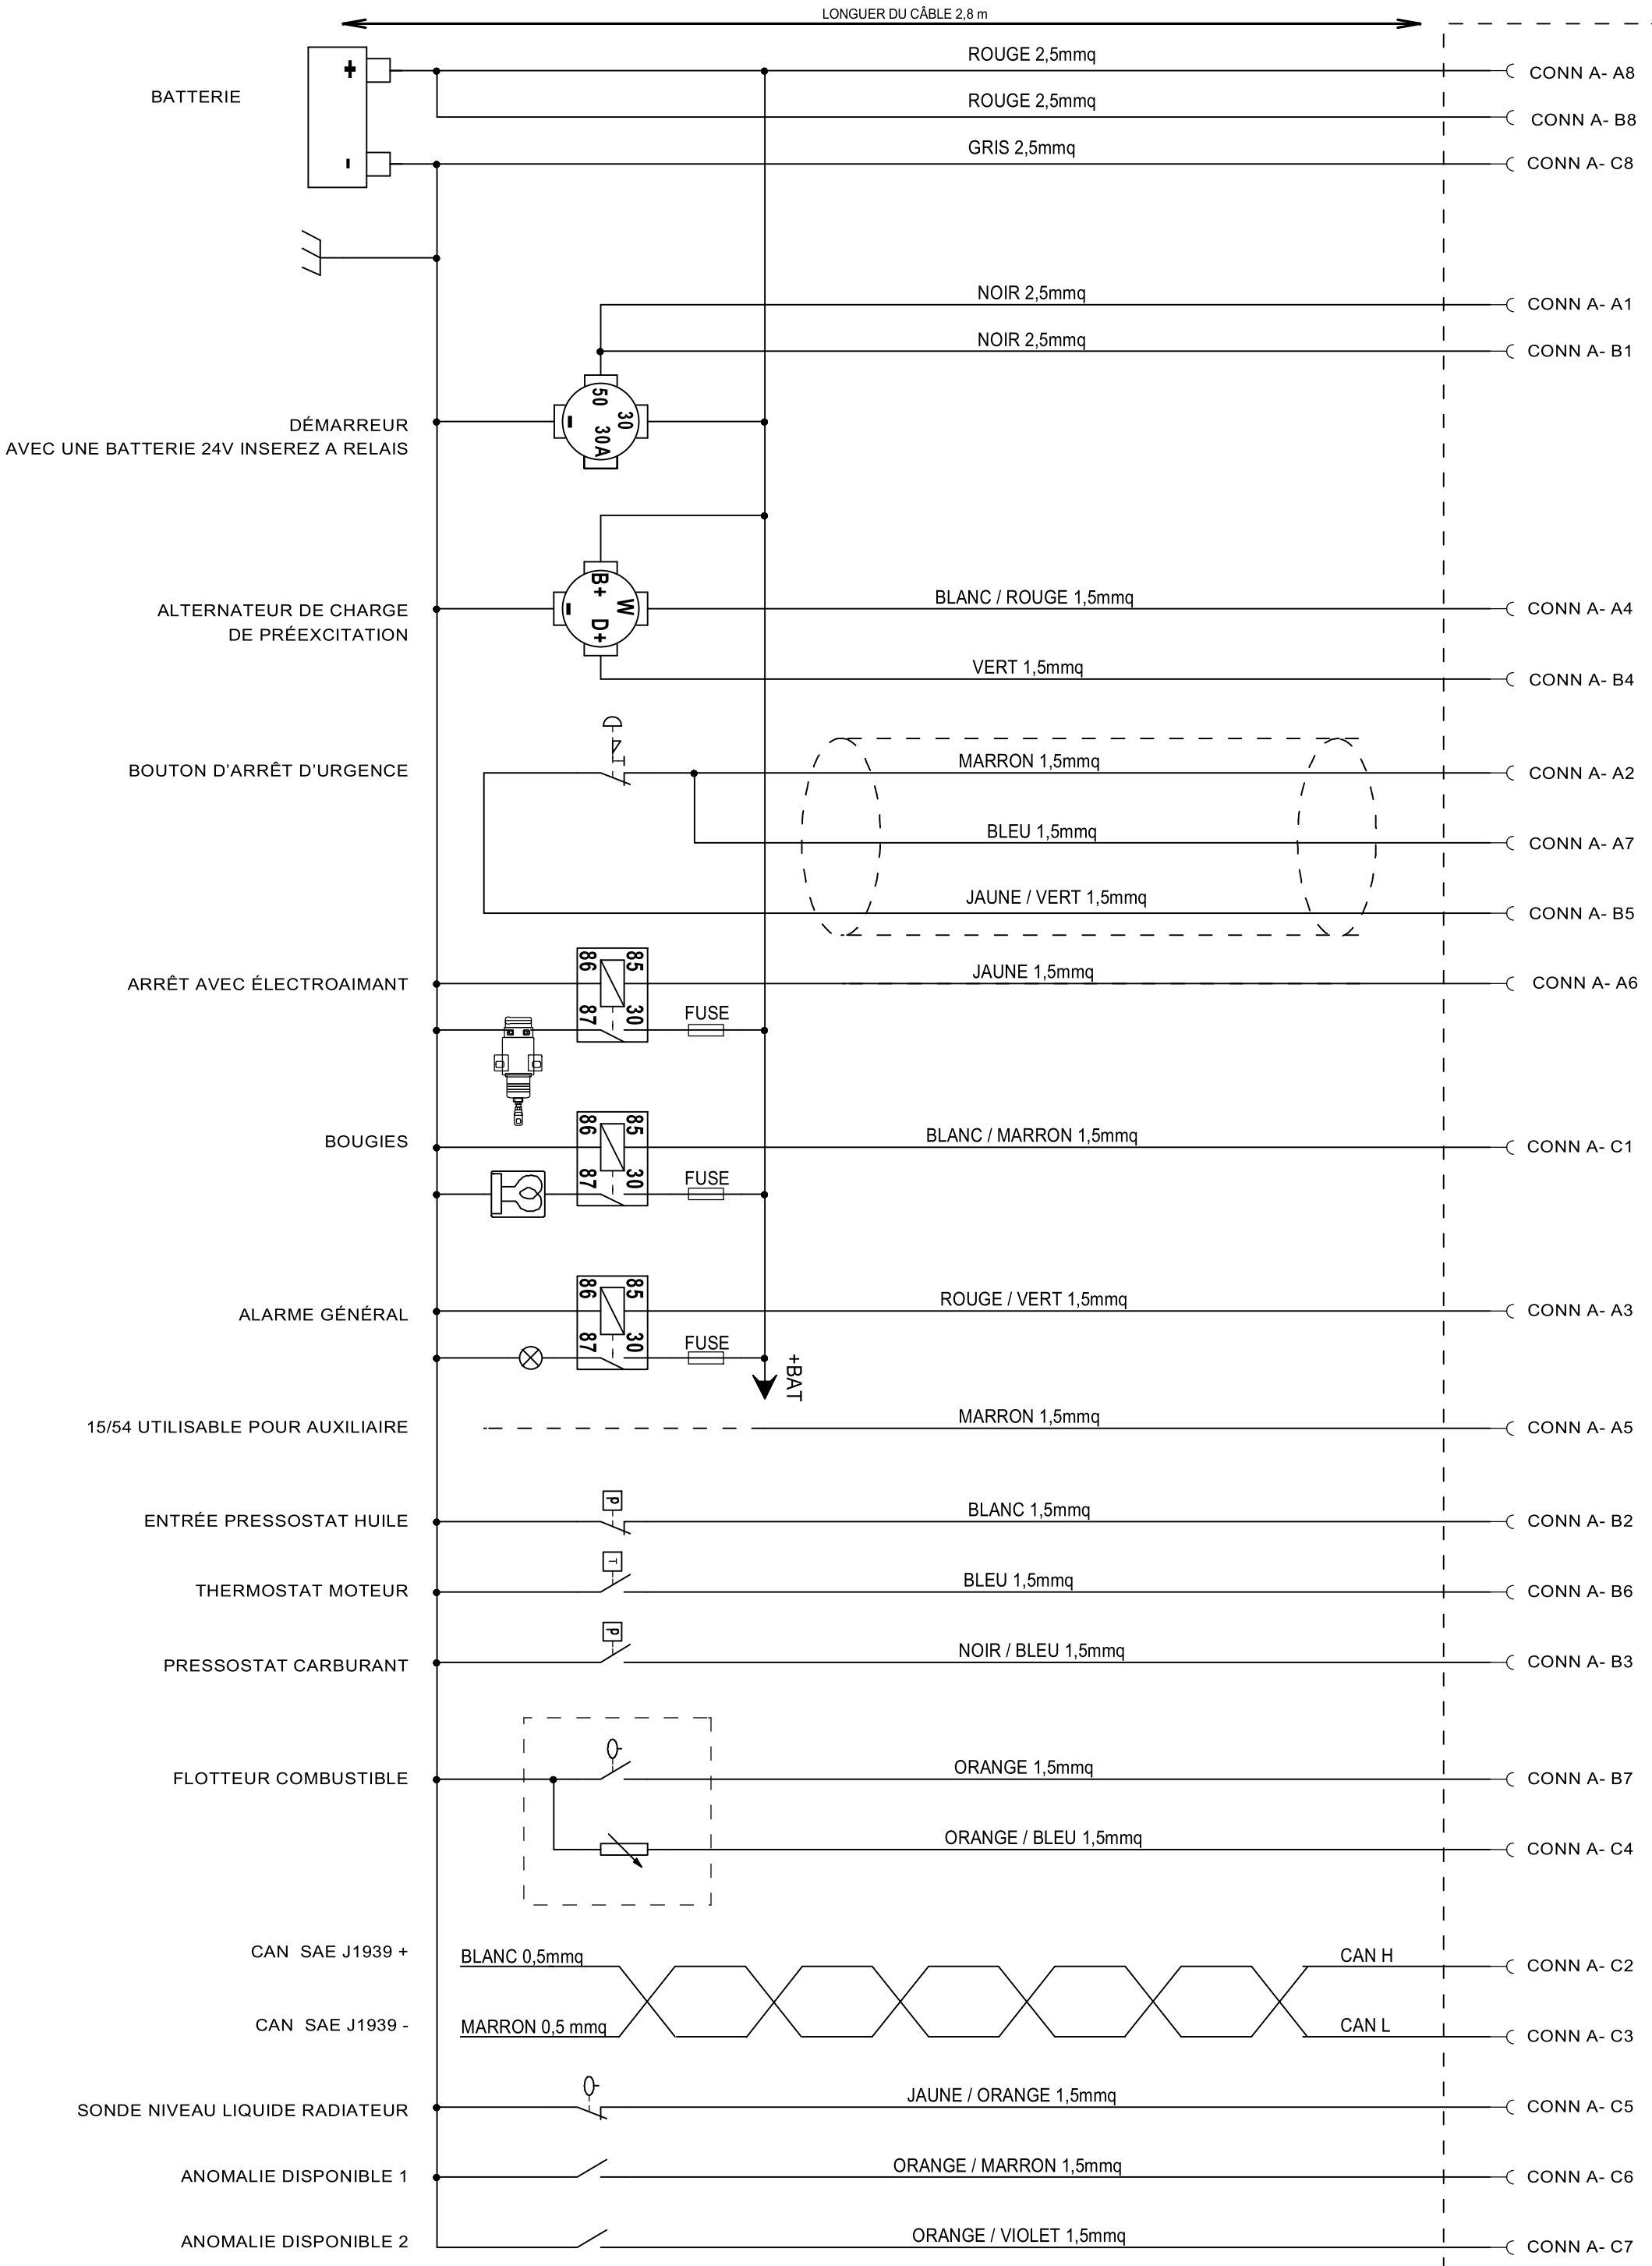 LONGUER DU CÂBLE 2,8 m
BATTERIE
+
-
ROUGE 2,5mmq
CONN A- A8
ROUGE 2,5mmq
CONN A- B8
GRIS 2,5mmq
CONN A- C8
NOIR 2,5mmq
CONN A- A1
NOIR 2,5mmq
CONN A- B1
DÉMARREUR
AVEC UNE BATTERIE 24V INSEREZ A RELAIS
50
30
30A
-
ALTERNATEUR DE CHARGE
DE PRÉEXCITATION
B+
W
D+
-
BLANC / ROUGE 1,5mmq
CONN A- A4
VERT 1,5mmq
CONN A- B4
BOUTON D'ARRÊT D'URGENCE
MARRON 1,5mmq
CONN A- A2
BLEU 1,5mmq
CONN A- A7
JAUNE / VERT 1,5mmq
CONN A- B5
ARRÊT AVEC ÉLECTROAIMANT
86
85
87
30
FUSE
JAUNE 1,5mmq
CONN A- A6
BOUGIES
86
85
87
30
FUSE
BLANC / MARRON 1,5mmq
CONN A- C1
ALARME GÉNÉRAL
86
85
87
30
FUSE
ROUGE / VERT 1,5mmq
CONN A- A3
+BAT
15/54 UTILISABLE POUR AUXILIAIRE
MARRON 1,5mmq
CONN A- A5
ENTRÉE PRESSOSTAT HUILE
P
BLANC 1,5mmq
CONN A- B2
THERMOSTAT MOTEUR
T
BLEU 1,5mmq
CONN A- B6
PRESSOSTAT CARBURANT
P
NOIR / BLEU 1,5mmq
CONN A- B3
FLOTTEUR COMBUSTIBLE
ORANGE 1,5mmq
CONN A- B7
ORANGE / BLEU 1,5mmq
CONN A- C4
CAN SAE J1939 +
BLANC 0,5mmq
CAN H
CONN A- C2
CAN SAE J1939 -
MARRON 0,5 mmq
CAN L
CONN A- C3
SONDE NIVEAU LIQUIDE RADIATEUR
JAUNE / ORANGE 1,5mmq
CONN A- C5
ANOMALIE DISPONIBLE 1
ORANGE / MARRON 1,5mmq
CONN A- C6
ANOMALIE DISPONIBLE 2
ORANGE / VIOLET 1,5mmq
CONN A- C7